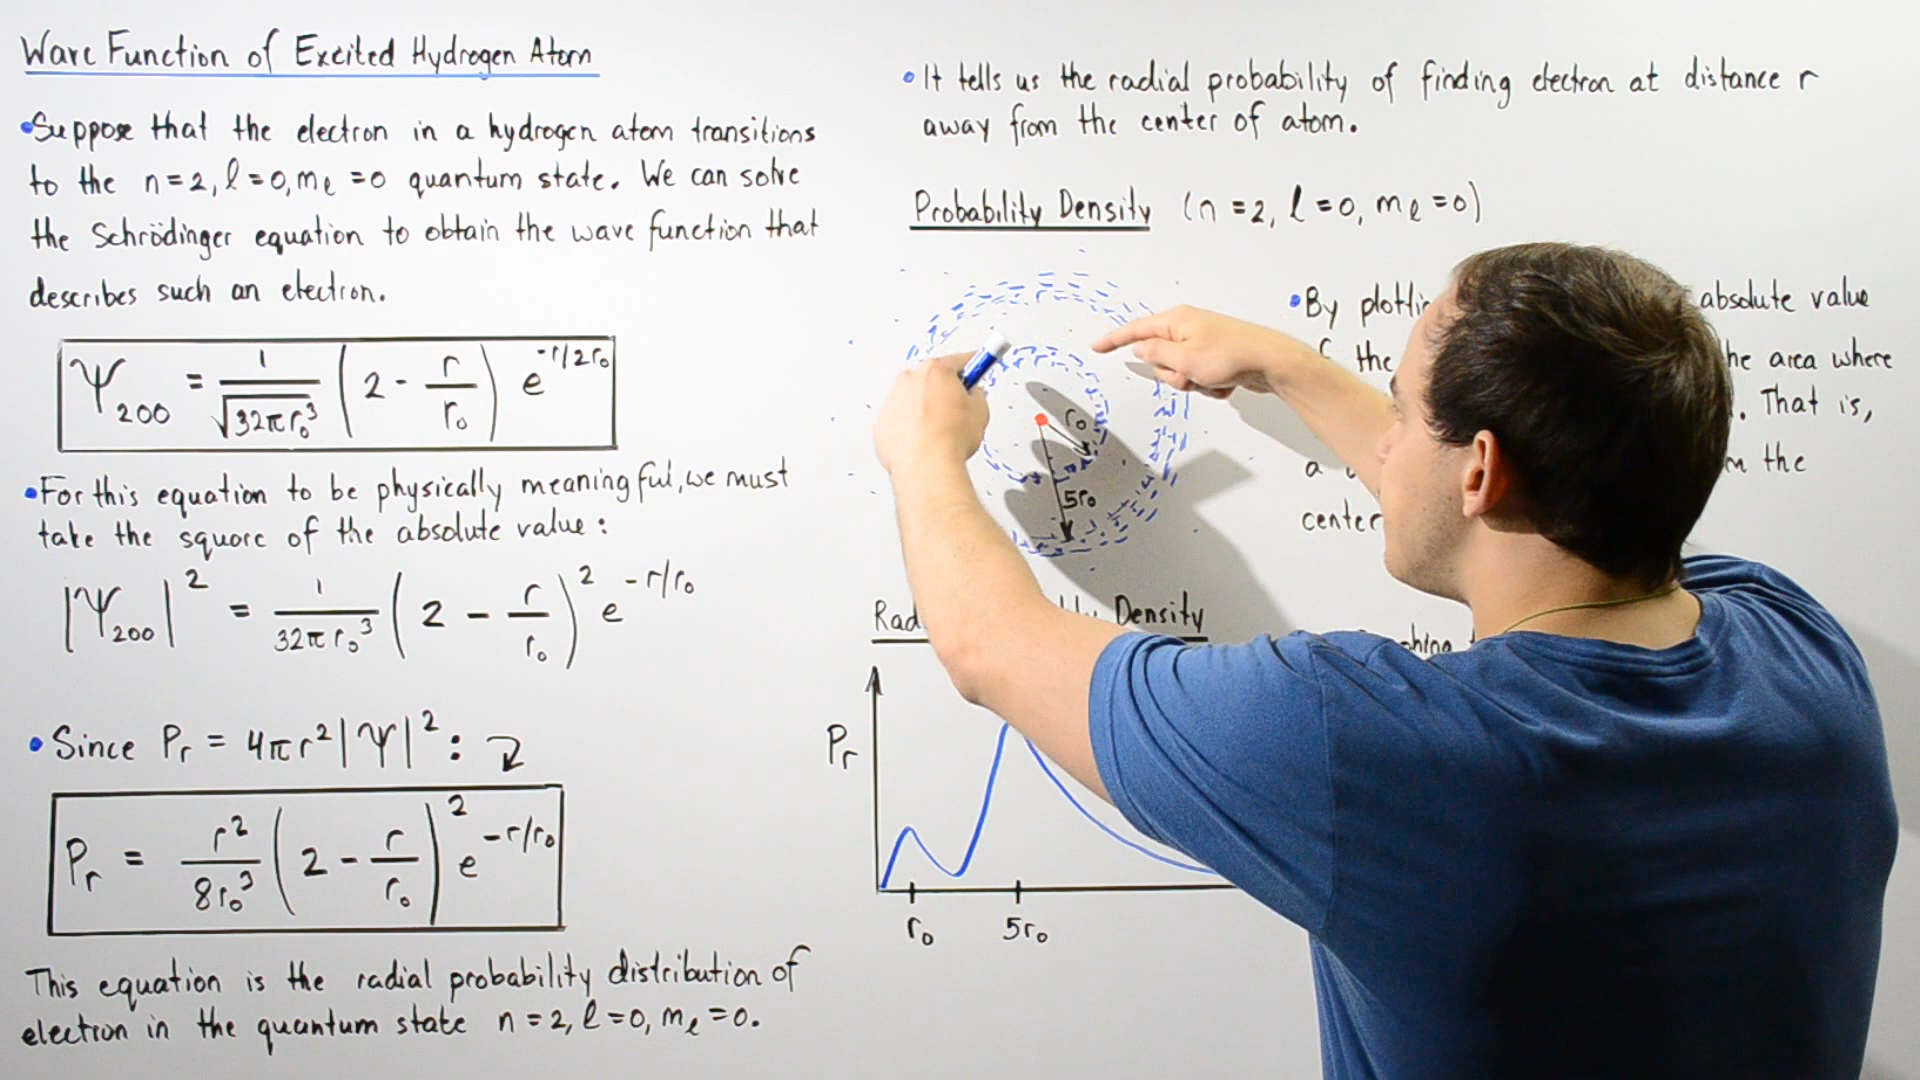 Wave Function of Excited Hydrogen Atom
•Suppose that the electron in a hydrogen atom transitions
to the n=2, ℓ=0, mℓ=0 quantum state. We can solve
the Schrödinger equation to obtain the wave function that
describes such an electron.
Ψ₂₀₀ = 1/√(32πr₀³) (2 - r/r₀) e^(-r/2r₀)
•For this equation to be physically meaningful, we must
take the square of the absolute value:
|Ψ₂₀₀|² = 1/(32πr₀³) (2 - r/r₀)² e^(-r/r₀)
•Since Pr = 4πr²|Ψ|²:
Pr = r²/(8r₀³) (2 - r/r₀)² e^(-r/r₀)
This equation is the radial probability distribution of
electron in the quantum state n=2, ℓ=0, mℓ=0.
•It tells us the radial probability of finding electron at distance r
away from the center of atom.
Probability Density (n=2, ℓ=0, mℓ=0)
r₀
5r₀
•By absolute value
the area where
. That is,
a the
center
Density
Pr
r₀ 5r₀